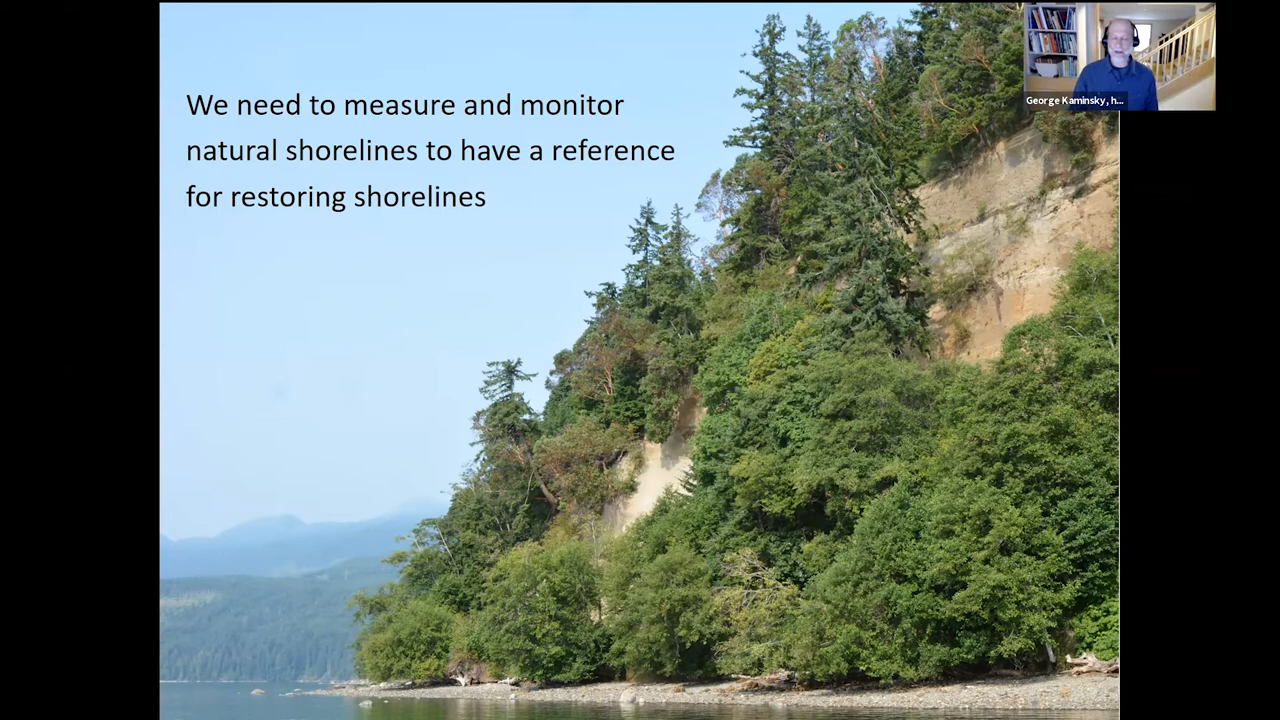 We need to measure and monitor
natural shorelines to have a reference
for restoring shorelines
George Kaminsky, h...